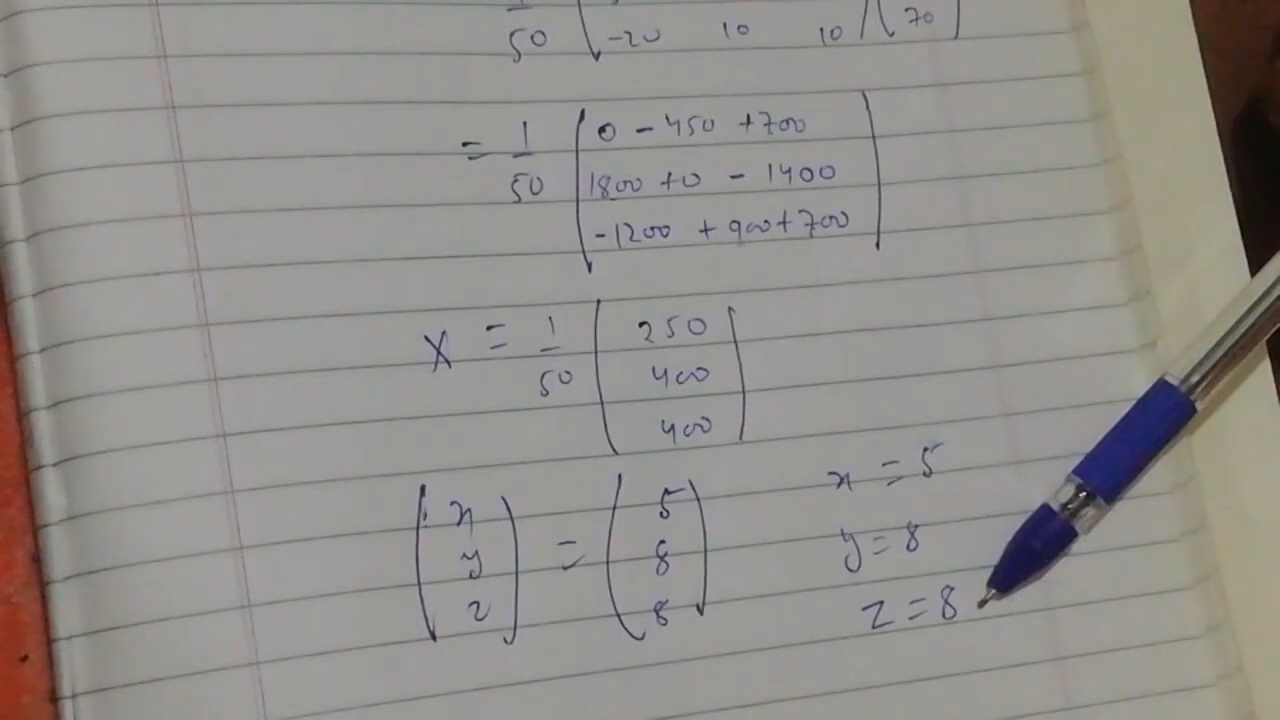 50 ( -20 10 10 ) ( 70 )
= 1/50 ( 0 - 450 + 700
1800 + 0 - 1400
-1200 + 900 + 700 )
X = 1/50 ( 250
400
400 )
( x
y
z ) = ( 5
8
8 )
x = 5
y = 8
z = 8